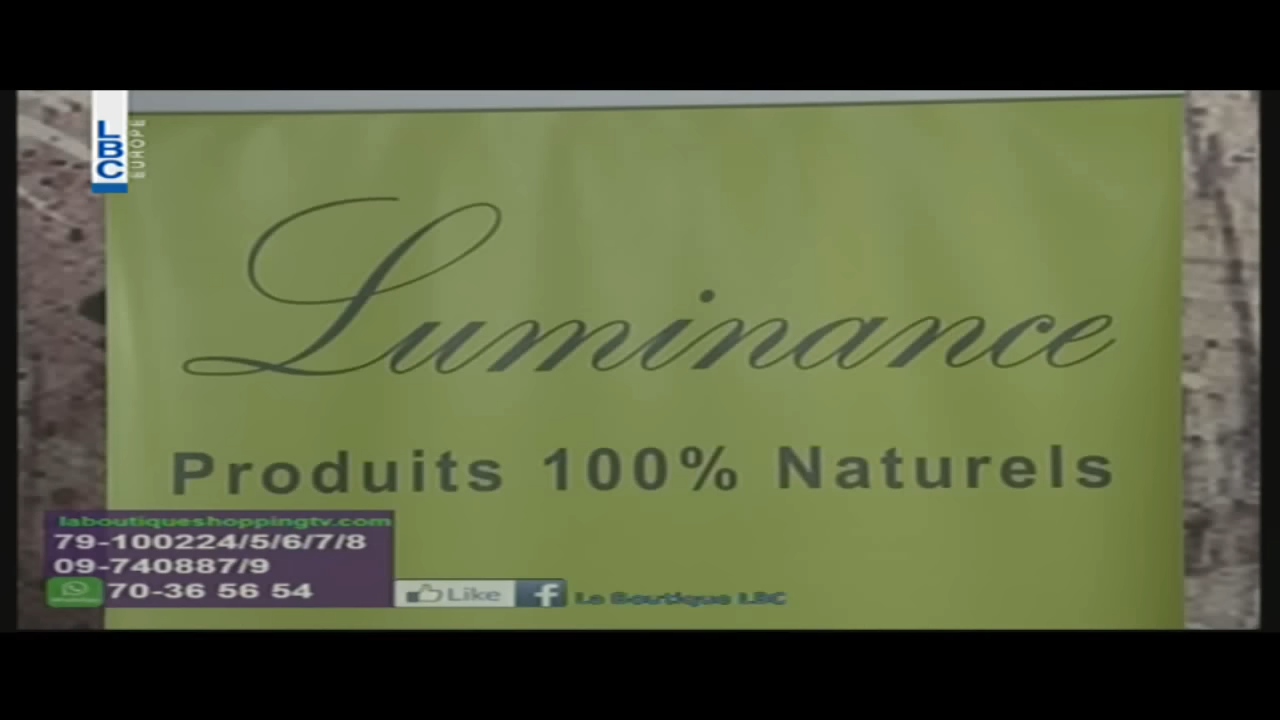 LBC
EUROPE
Luminance
Produits 100% Naturels
laboutiqueshoppingtv.com
79-100224/5/6/7/8
09-740887/9
70-36 56 54
Like f La Boutique LBC